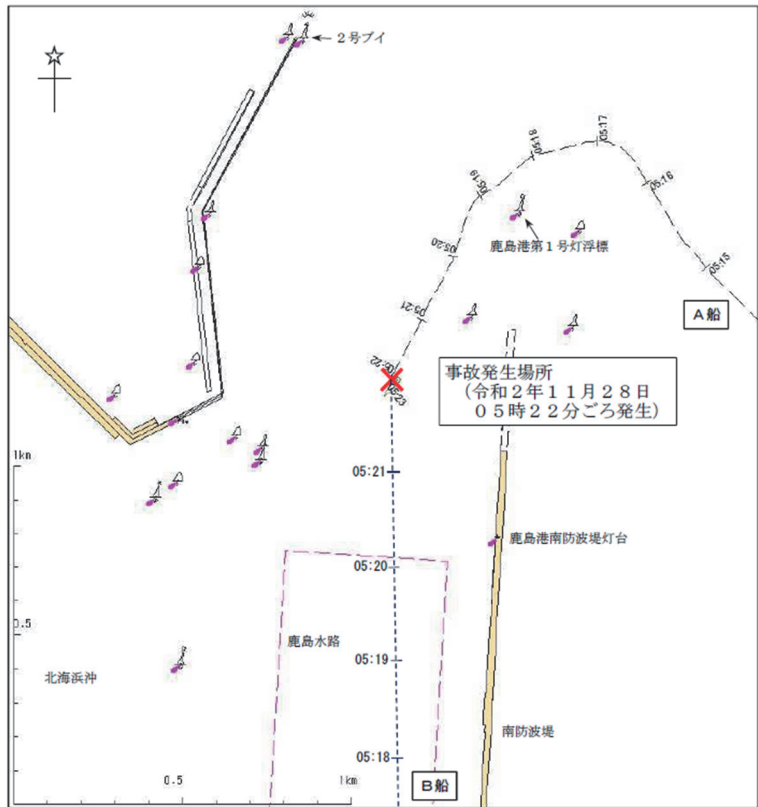 2号ブイ
05:17
05:18
05:19
05:16
鹿島港第1号灯浮標
05:20
05:15
05:21
A船
05:22
05:23
事故発生場所
(令和2年11月28日
05時22分ごろ発生)
1km
05:21
鹿島港南防波堤灯台
05:20
0.5
鹿島水路
05:19
北海浜沖
南防波堤
05:18
0.5
1km
B船